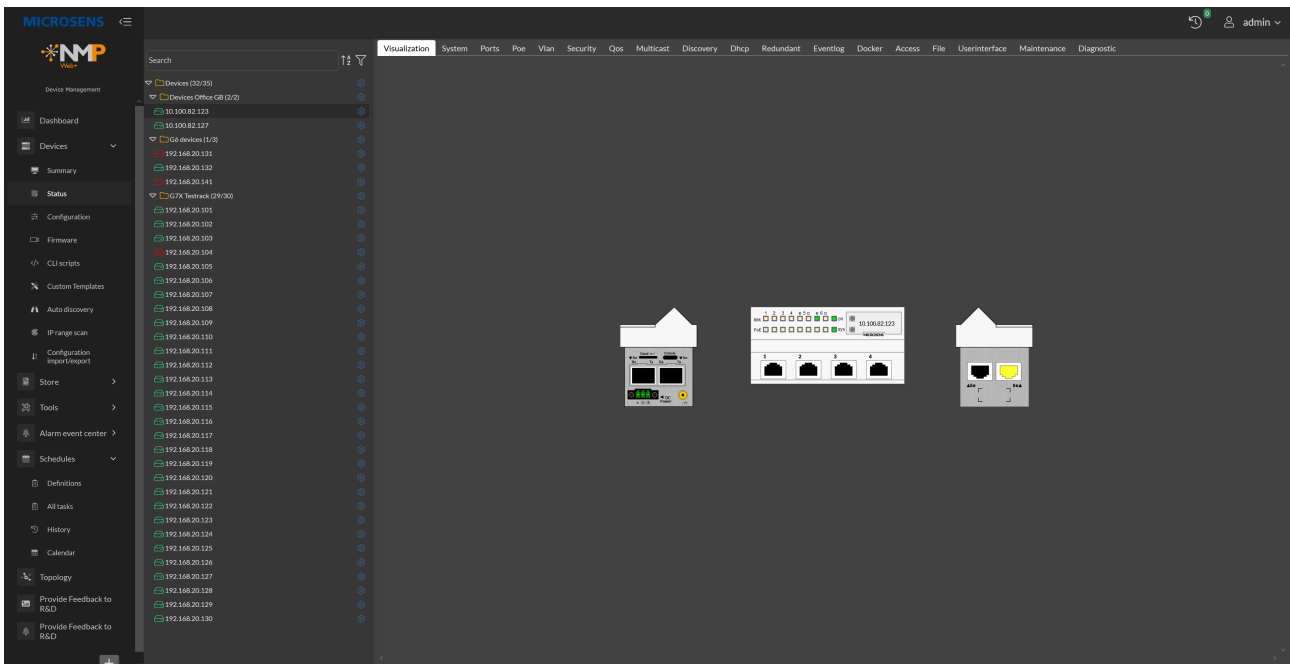 MICROSENS
0
admin
NMP
Web+
Device Management
Dashboard
Devices
Summary
Status
Configuration
Firmware
CLI scripts
Custom Templates
Auto discovery
IP range scan
Configuration
import/export
Store
Tools
Alarm event center
Schedules
Definitions
All tasks
History
Calendar
Topology
Provide Feedback to
R&D
Provide Feedback to
R&D
Search
Devices (32/35)
Devices Office GB (2/2)
10.100.82.123
10.100.82.127
G6 devices (1/3)
192.168.20.131
192.168.20.132
192.168.20.141
G7X Testrack (29/30)
192.168.20.101
192.168.20.102
192.168.20.103
192.168.20.104
192.168.20.105
192.168.20.106
192.168.20.107
192.168.20.108
192.168.20.109
192.168.20.110
192.168.20.111
192.168.20.112
192.168.20.113
192.168.20.114
192.168.20.115
192.168.20.116
192.168.20.117
192.168.20.118
192.168.20.119
192.168.20.120
192.168.20.121
192.168.20.122
192.168.20.123
192.168.20.124
192.168.20.125
192.168.20.126
192.168.20.127
192.168.20.128
192.168.20.129
192.168.20.130
Visualization System Ports Poe Vlan Security Qos Multicast Discovery Dhcp Redundant Eventlog Docker Access File Userinterface Maintenance Diagnostic
DC
Power
1 2 3 4
PoE
sys
10.100.82.123
MICROSENS
1 2 3 4